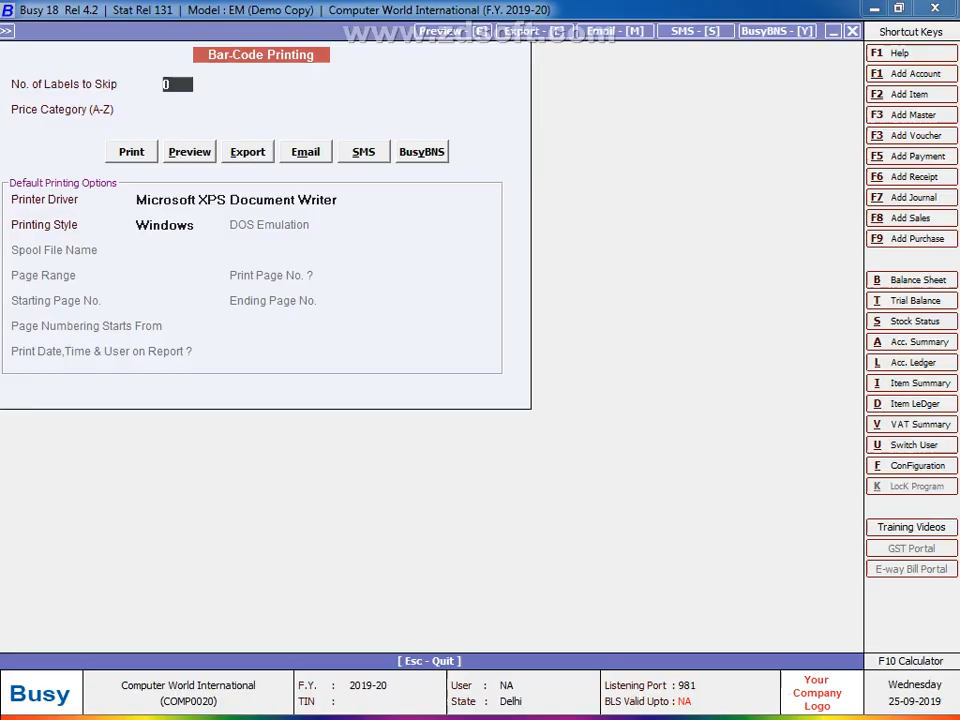 B Busy 18 Rel 4.2 | Stat Rel 131 | Model : EM (Demo Copy) | Computer World International (F.Y. 2019-20)
www.zdsoft.com
>> Preview - [E] Export - [L] Email - [M] SMS - [S] BusyBNS - [Y]
Bar-Code Printing
No. of Labels to Skip 0
Price Category (A-Z)
Print Preview Export Email SMS BusyBNS
Default Printing Options
Printer Driver Microsoft XPS Document Writer
Printing Style Windows DOS Emulation
Spool File Name
Page Range Print Page No. ?
Starting Page No. Ending Page No.
Page Numbering Starts From
Print Date,Time & User on Report ?
Shortcut Keys
F1 Help
F1 Add Account
F2 Add Item
F3 Add Master
F3 Add Voucher
F5 Add Payment
F6 Add Receipt
F7 Add Journal
F8 Add Sales
F9 Add Purchase
B Balance Sheet
T Trial Balance
S Stock Status
A Acc. Summary
L Acc. Ledger
I Item Summary
D Item LeDger
V VAT Summary
U Switch User
F ConFiguration
K LocK Program
Training Videos
GST Portal
E-way Bill Portal
[ Esc - Quit ]
F10 Calculator
Busy
Computer World International
(COMP0020)
F.Y. : 2019-20
TIN :
User : NA
State : Delhi
Listening Port : 981
BLS Valid Upto : NA
Your
Company
Logo
Wednesday
25-09-2019